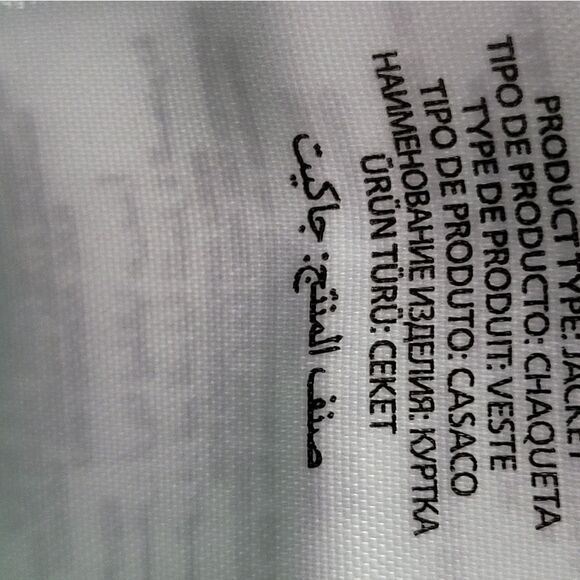 PRODUCT TYPE: JACKET
TIPO DE PRODUCTO: CHAQUETA
TYPE DE PRODUIT: VESTE
TIPO DE PRODUTO: CASACO
НАИМЕНОВАНИЕ ИЗДЕЛИЯ: КУРТКА
ÜRÜN TÜRÜ: CEKET
صنف المنتج: جاكيت